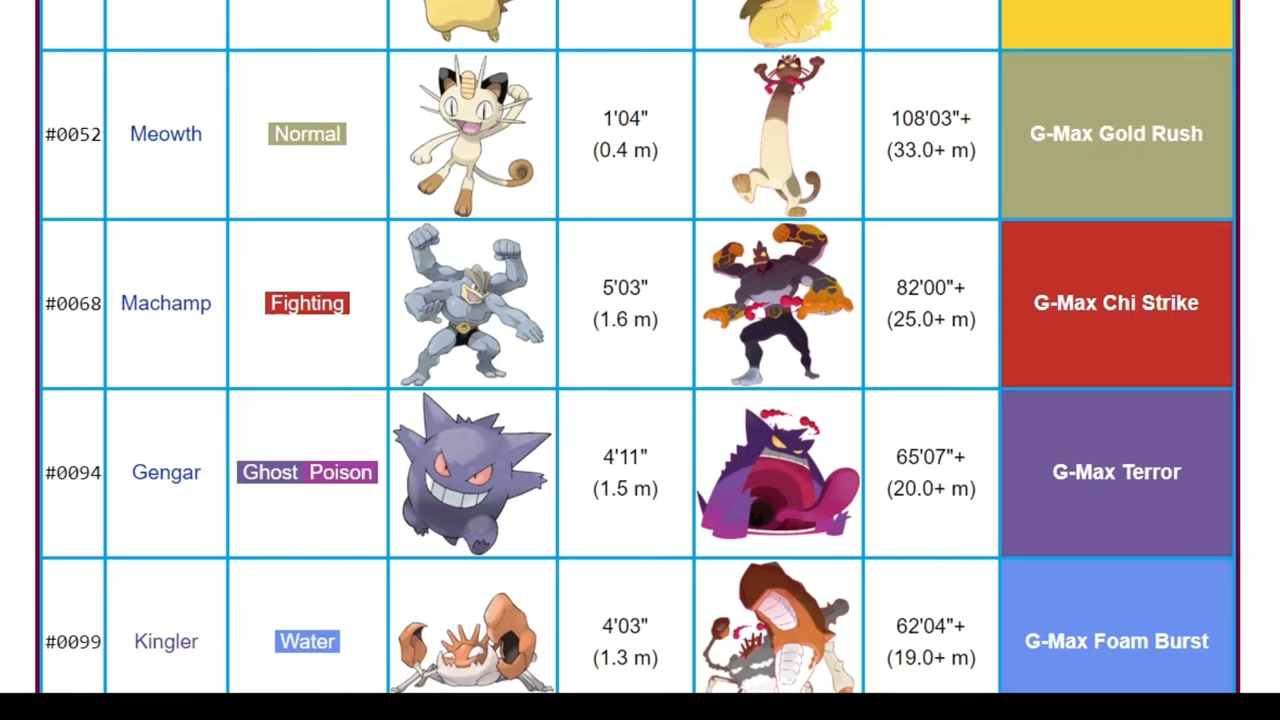 #0052 Meowth Normal 1'04" (0.4 m) 108'03"+ (33.0+ m) G-Max Gold Rush
#0068 Machamp Fighting 5'03" (1.6 m) 82'00"+ (25.0+ m) G-Max Chi Strike
#0094 Gengar Ghost Poison 4'11" (1.5 m) 65'07"+ (20.0+ m) G-Max Terror
#0099 Kingler Water 4'03" (1.3 m) 62'04"+ (19.0+ m) G-Max Foam Burst